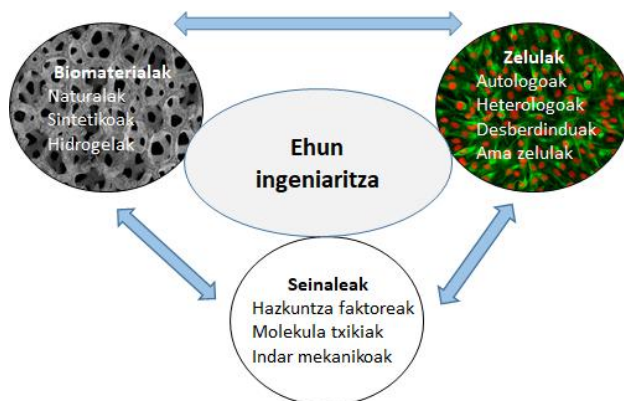 Biomaterialak
Naturalak
Sintetikoak
Hidrogelak
Zelulak
Autologoak
Heterologoak
Desberdinduak
Ama zelulak
Ehun
ingeniaritza
Seinaleak
Hazkuntza faktoreak
Molekula txikiak
Indar mekanikoak